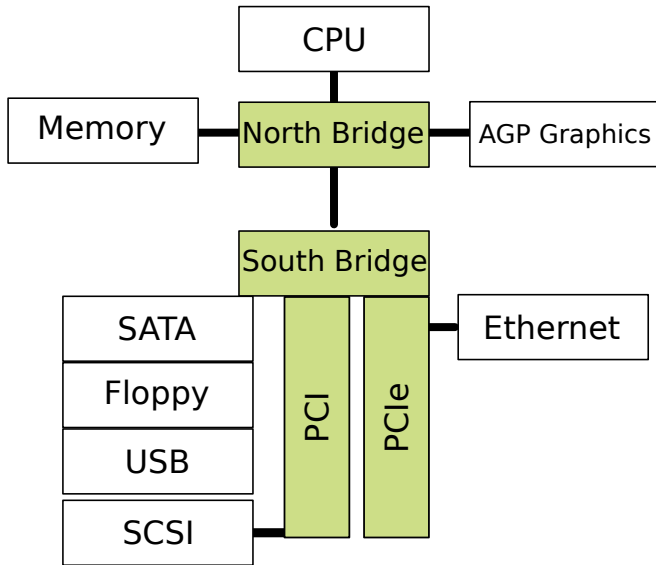 CPU
Memory
North Bridge
AGP Graphics
South Bridge
SATA
Floppy
USB
SCSI
PCI
PCIe
Ethernet